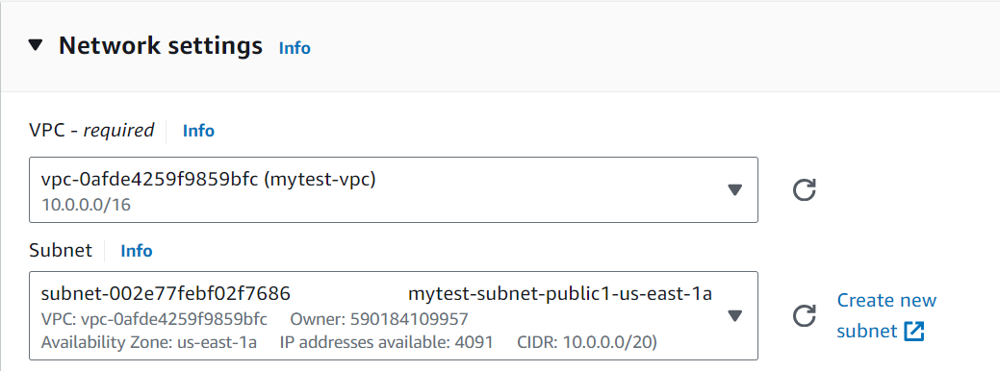 Network settings Info
VPC - required Info
vpc-0afde4259f9859bfc (mytest-vpc)
10.0.0.0/16
Subnet Info
subnet-002e77febf02f7686 mytest-subnet-public1-us-east-1a
VPC: vpc-0afde4259f9859bfc Owner: 590184109957
Availability Zone: us-east-1a IP addresses available: 4091 CIDR: 10.0.0.0/20)
Create new
subnet